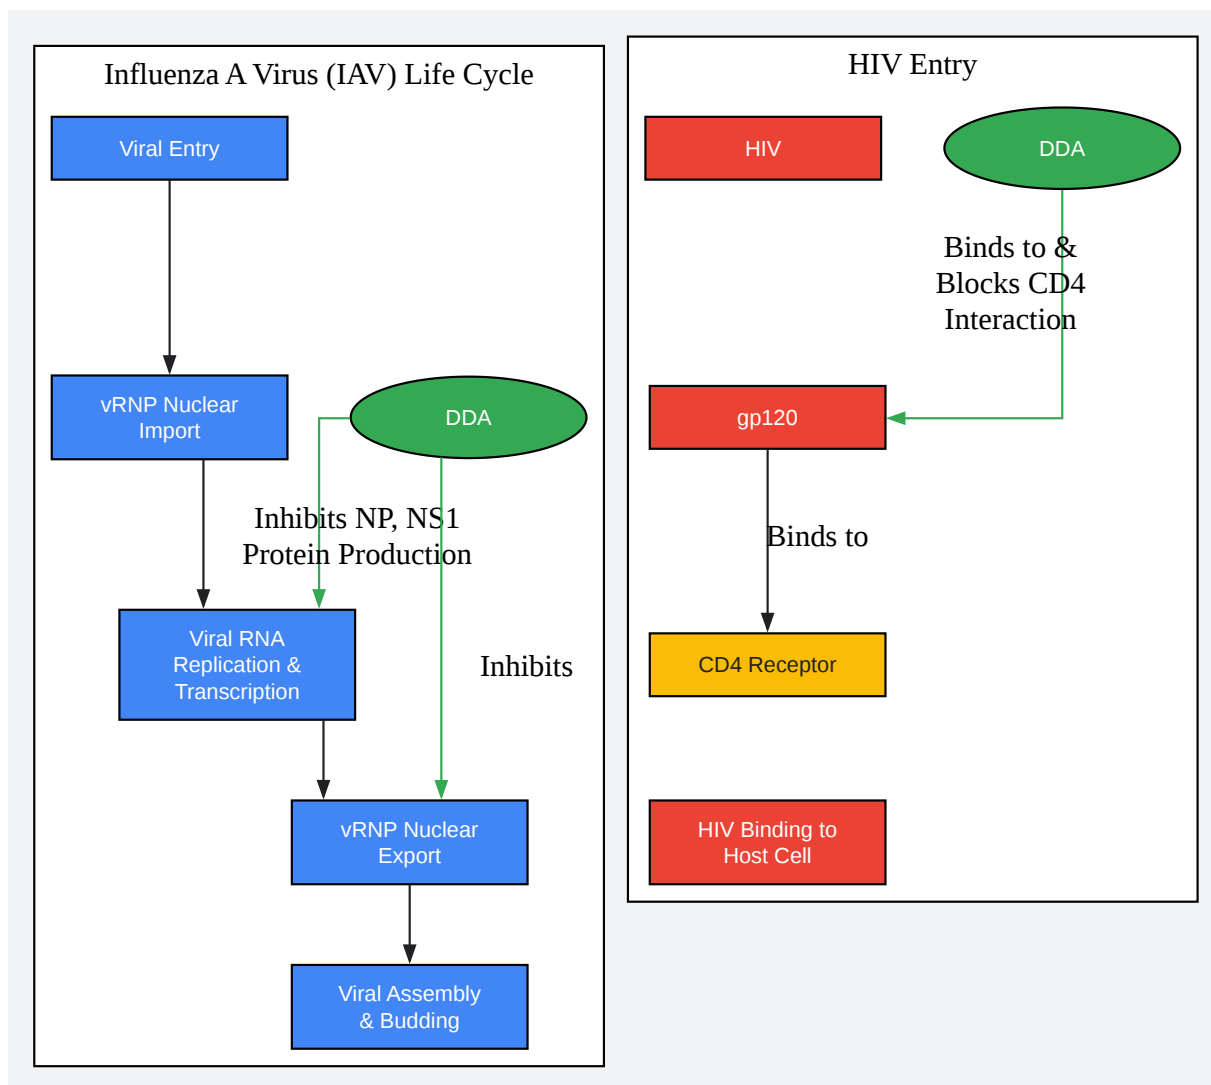 Influenza A Virus (IAV) Life Cycle
Viral Entry
vRNP Nuclear
Import
DDA
Inhibits NP, NS1
Protein Production
Viral RNA
Replication &
Transcription
Inhibits
vRNP Nuclear
Export
Viral Assembly
& Budding
HIV Entry
HIV
DDA
Binds to &
Blocks CD4
Interaction
gp120
Binds to
CD4 Receptor
HIV Binding to
Host Cell